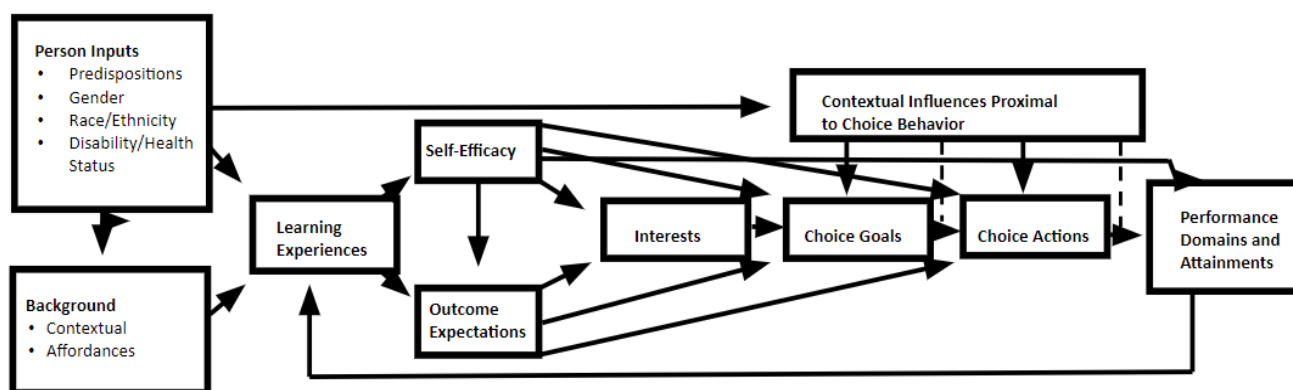 Person Inputs
• Predispositions
• Gender
• Race/Ethnicity
• Disability/Health
Status
Background
• Contextual
• Affordances
Learning
Experiences
Self-Efficacy
Outcome
Expectations
Interests
Contextual Influences Proximal
to Choice Behavior
Choice Goals
Choice Actions
Performance
Domains and
Attainments